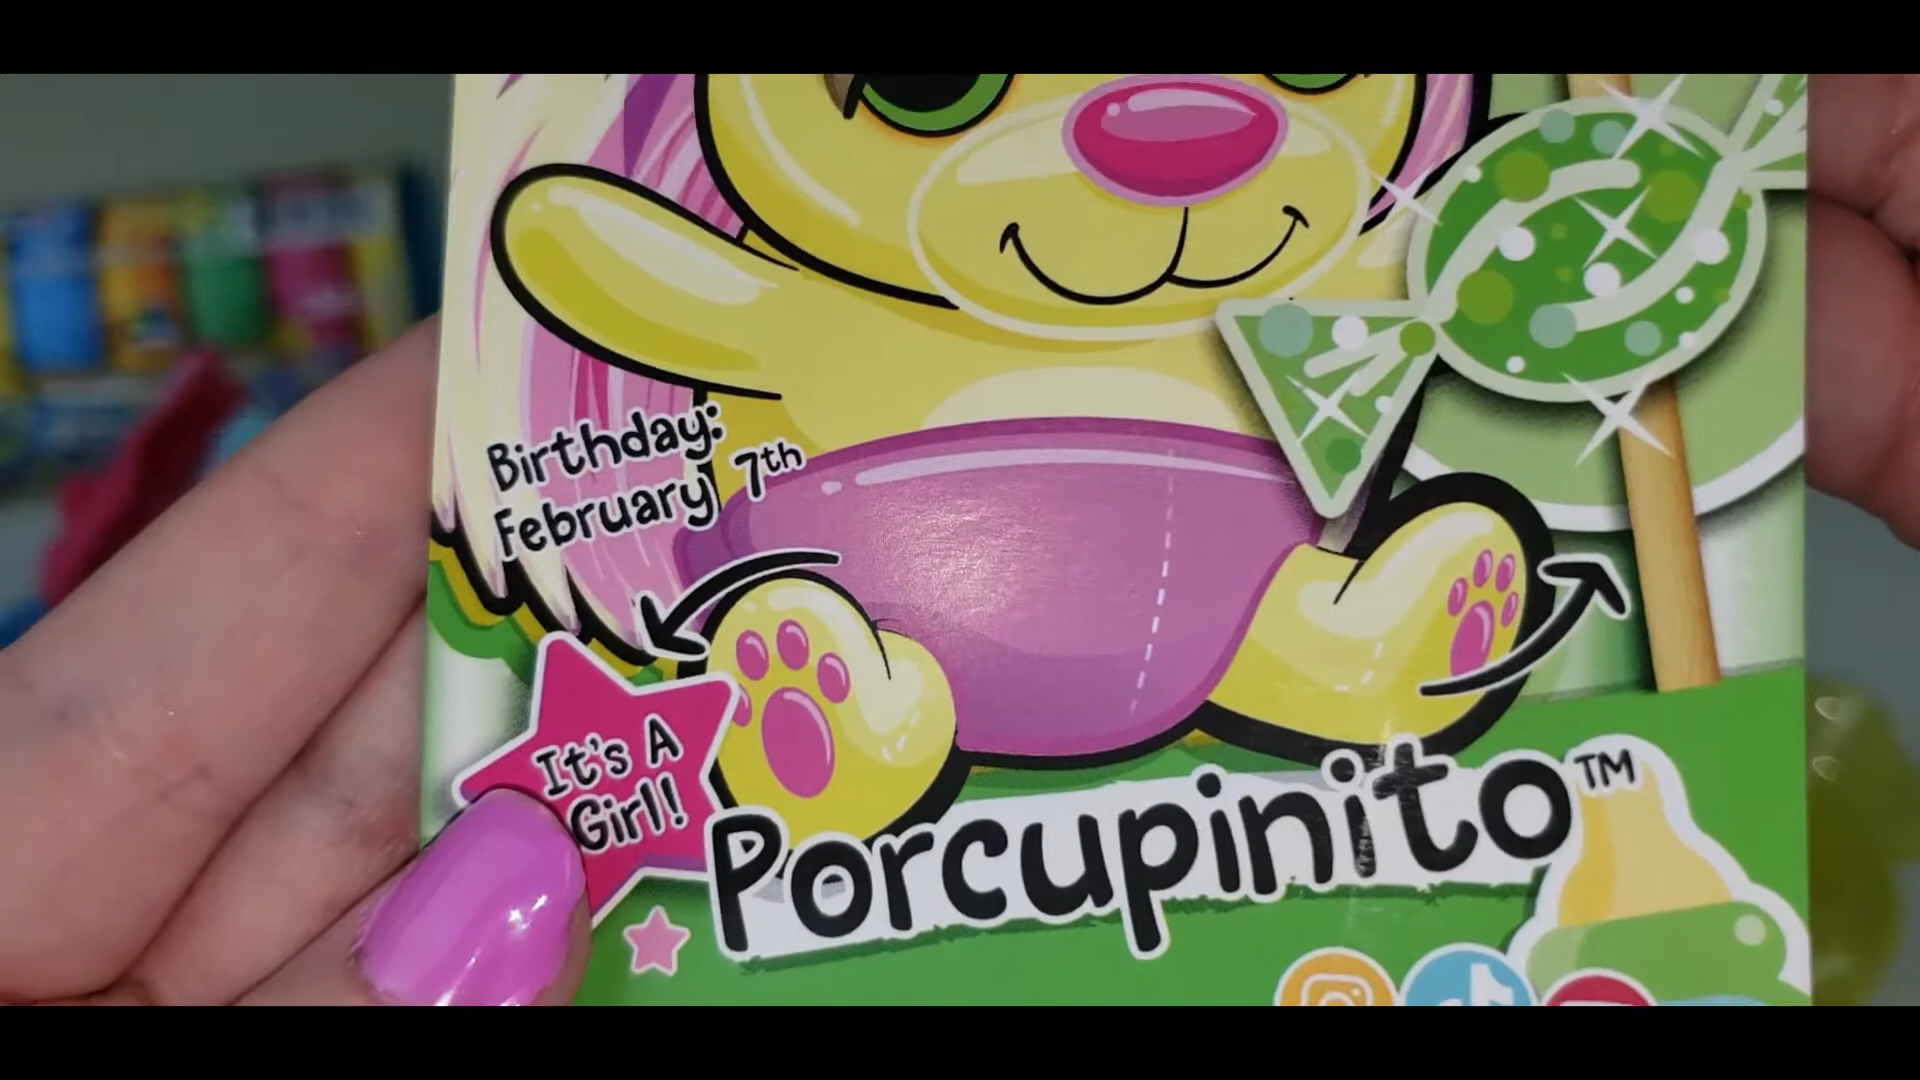 Birthday:
February 7th
It's A
Girl!
Porcupinito™